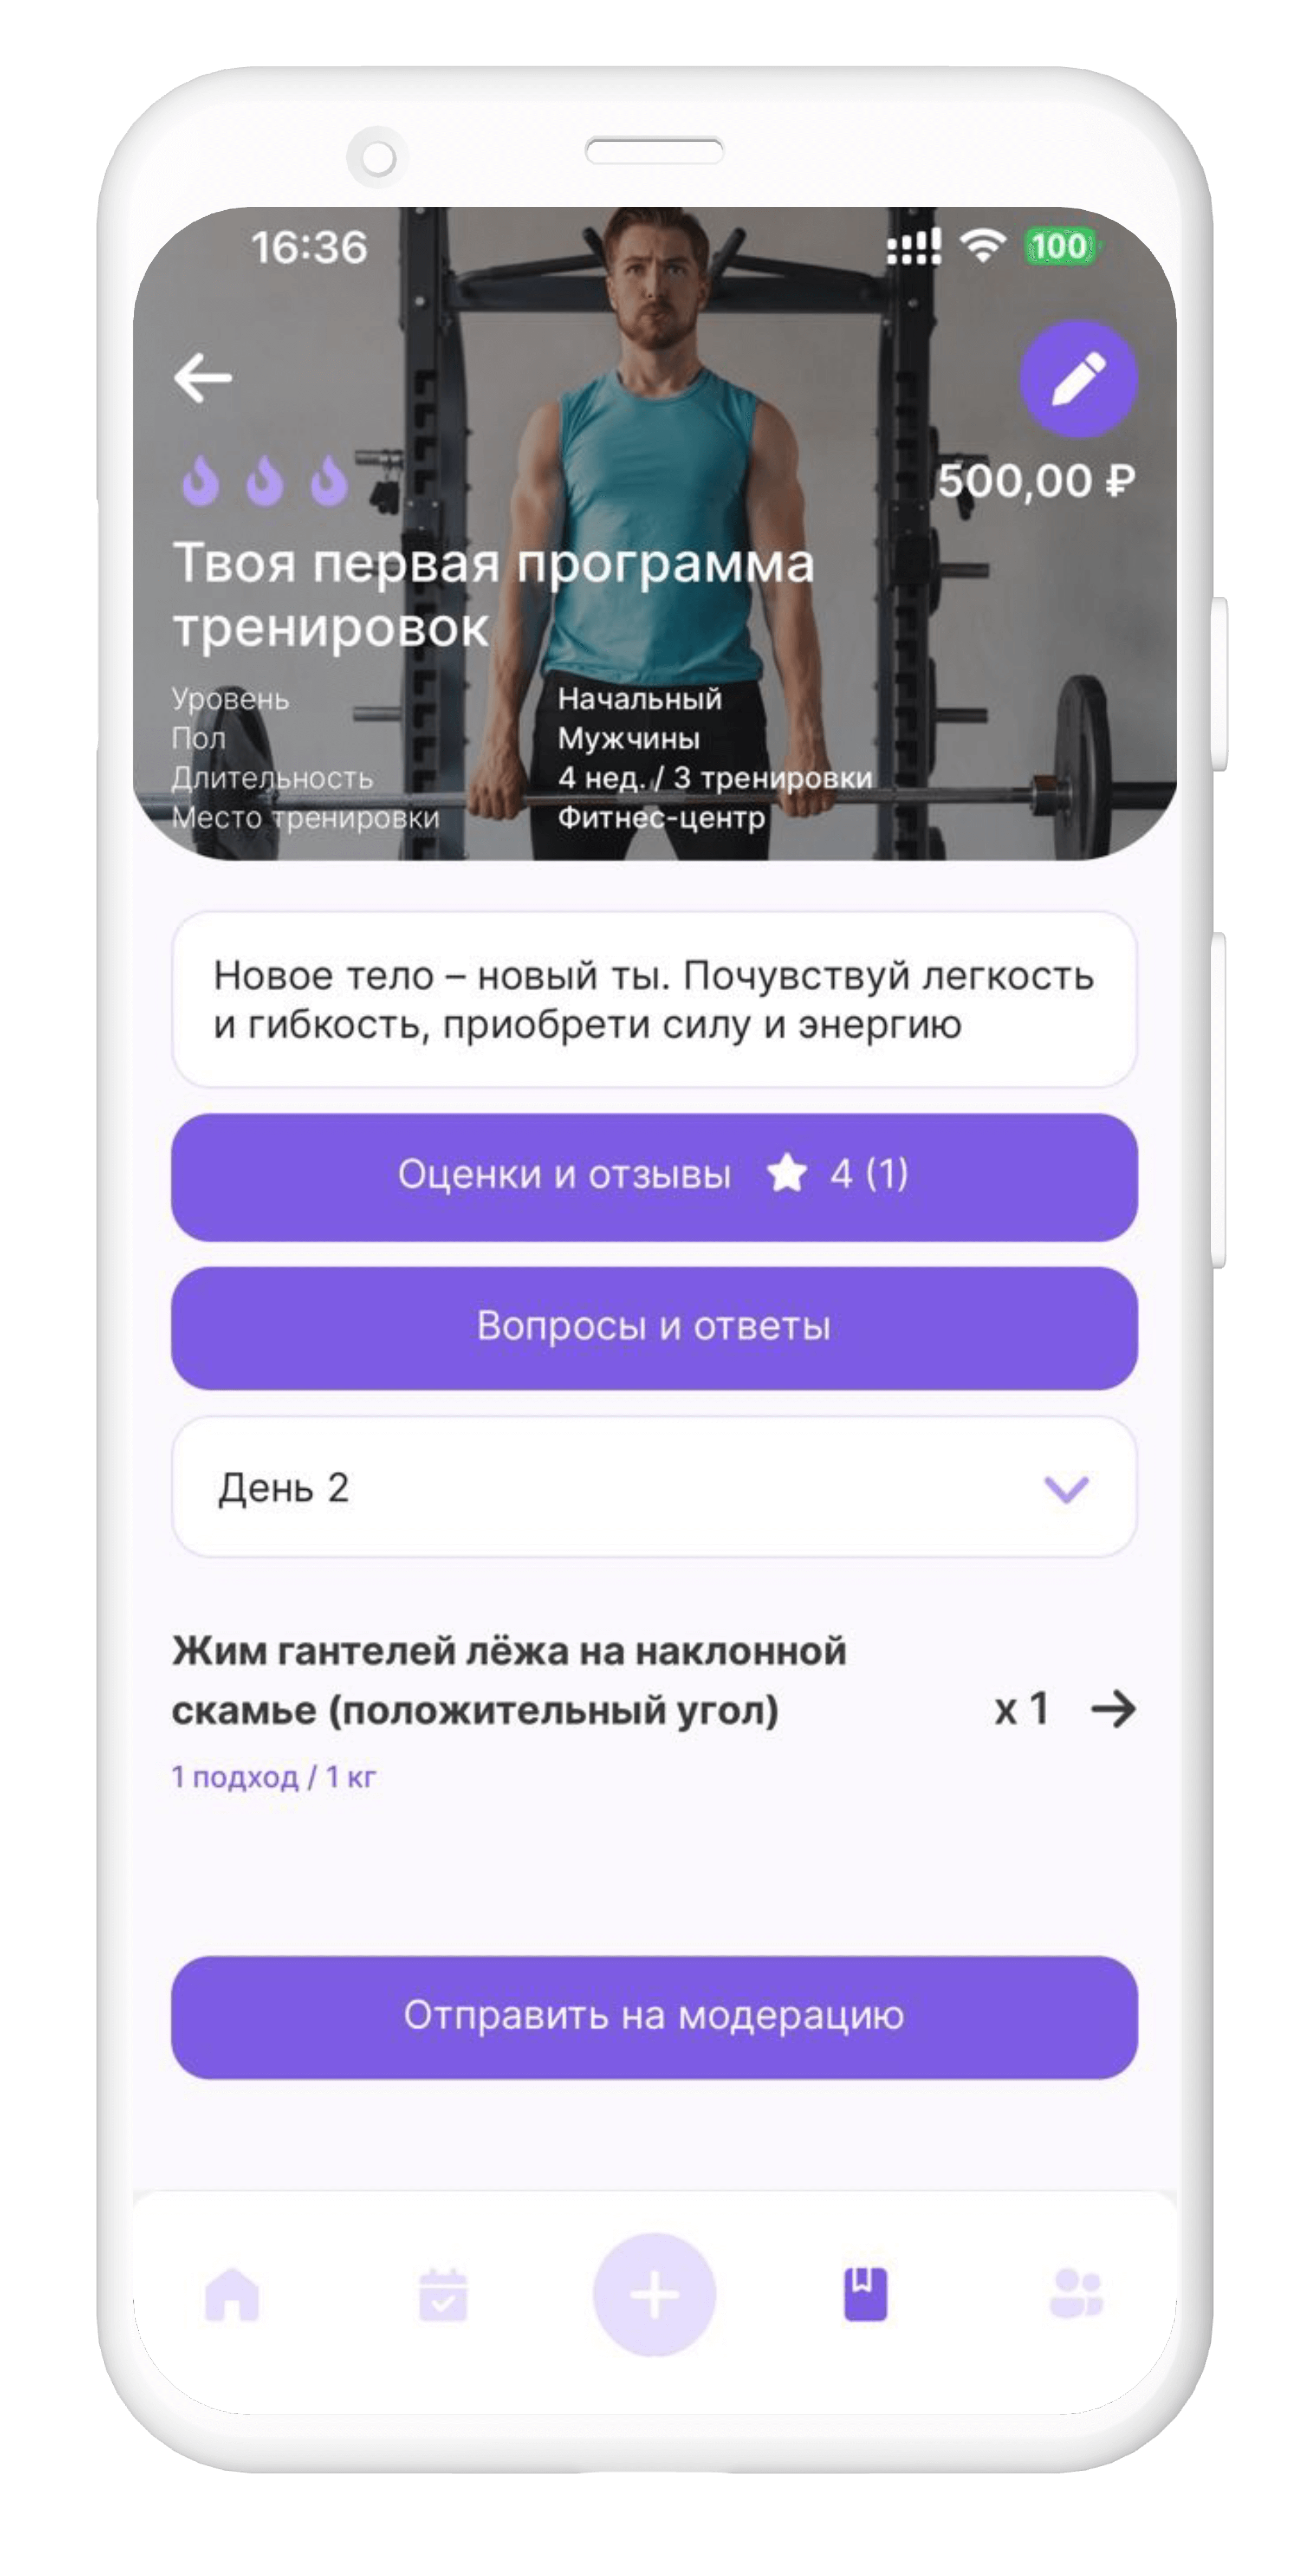 16:36
100
500,00 ₽
Твоя первая программа
тренировок
Уровень Начальный
Пол Мужчины
Длительность 4 нед. / 3 тренировки
Место тренировки Фитнес-центр
Новое тело – новый ты. Почувствуй легкость
и гибкость, приобрети силу и энергию
Оценки и отзывы 4 (1)
Вопросы и ответы
День 2
Жим гантелей лёжа на наклонной
скамье (положительный угол)
x 1
1 подход / 1 кг
Отправить на модерацию